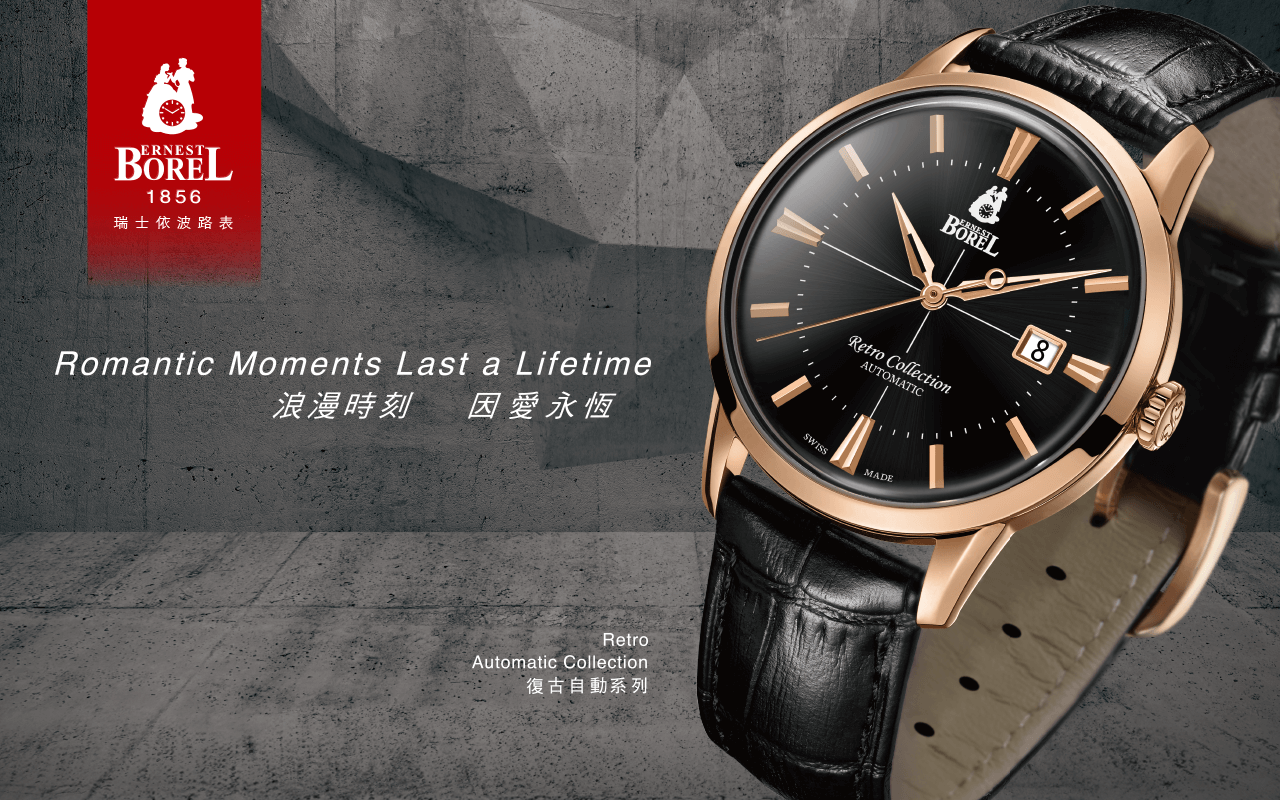 ERNEST
BOREL
1856
瑞士依波路表
Romantic Moments Last a Lifetime
浪漫時刻 因愛永恆
ERNEST
BOREL
8
Retro Collection
AUTOMATIC
SWISS MADE
Retro
Automatic Collection
復古自動系列